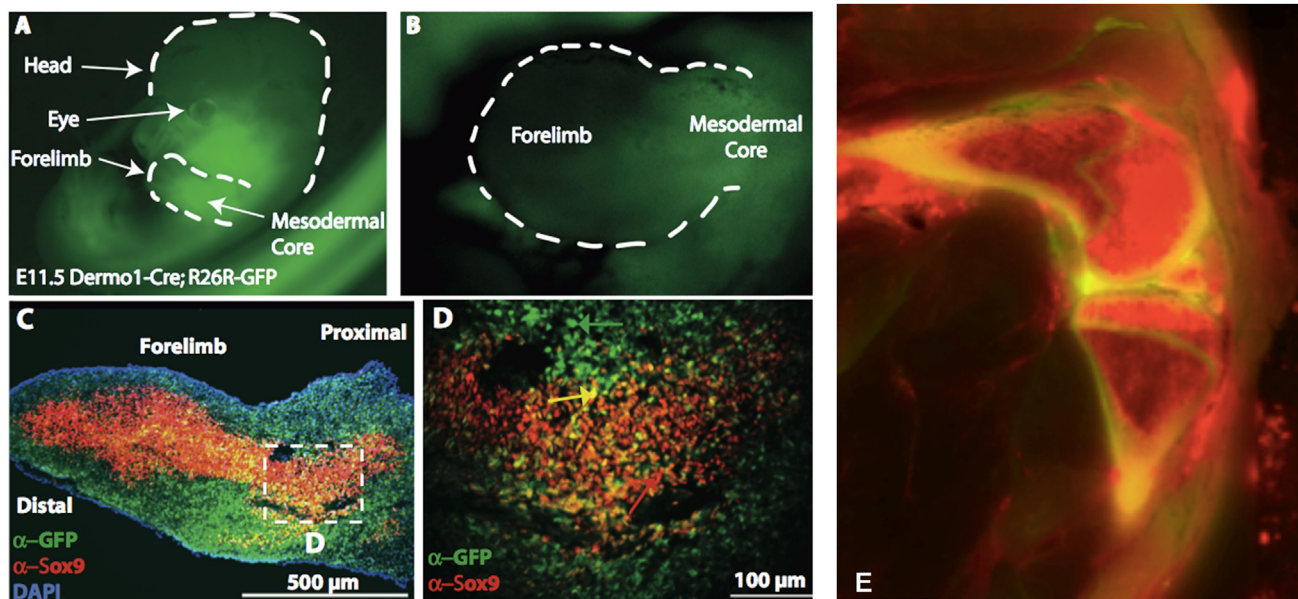 A
Head
Eye
Forelimb
Mesodermal
Core
E11.5 Dermo1-Cre; R26R-GFP
B
Forelimb
Mesodermal
Core
C
Forelimb
Proximal
Distal
α–GFP
α–Sox9
DAPI
D
500 µm
D
α–GFP
α–Sox9
100 µm
E